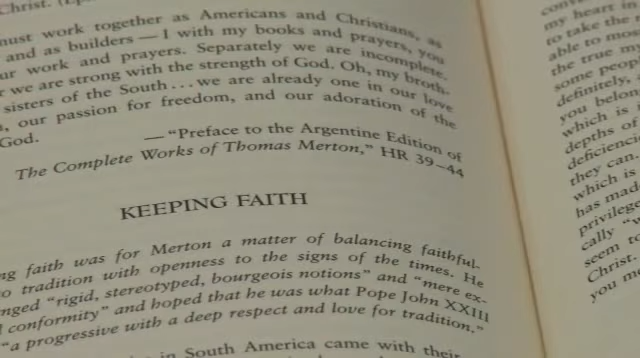 Christ.
must work together as Americans and Christians, as
and as builders — I with my books and prayers, you
work and prayers. Separately we are incomplete.
we are strong with the strength of God. Oh, my broth-
sisters of the South . . . we are already one in our love
our passion for freedom, and our adoration of the
God.
— "Preface to the Argentine Edition of
The Complete Works of Thomas Merton," HR 39–44
KEEPING FAITH
faith was for Merton a matter of balancing faithful-
tradition with openness to the signs of the times. He
"rigid, stereotyped, bourgeois notions" and "mere ex-
conformity" and hoped that he was what Pope John XXIII
"a progressive with a deep respect and love for tradition."
in South America came with their
my heart in
to take the
able to mos
the true m
some peopl
definitely,
you belon
which is
depths of
deficienci
they can.
which is
has mad
privilege
cally "w
seem to
Christ.
you me